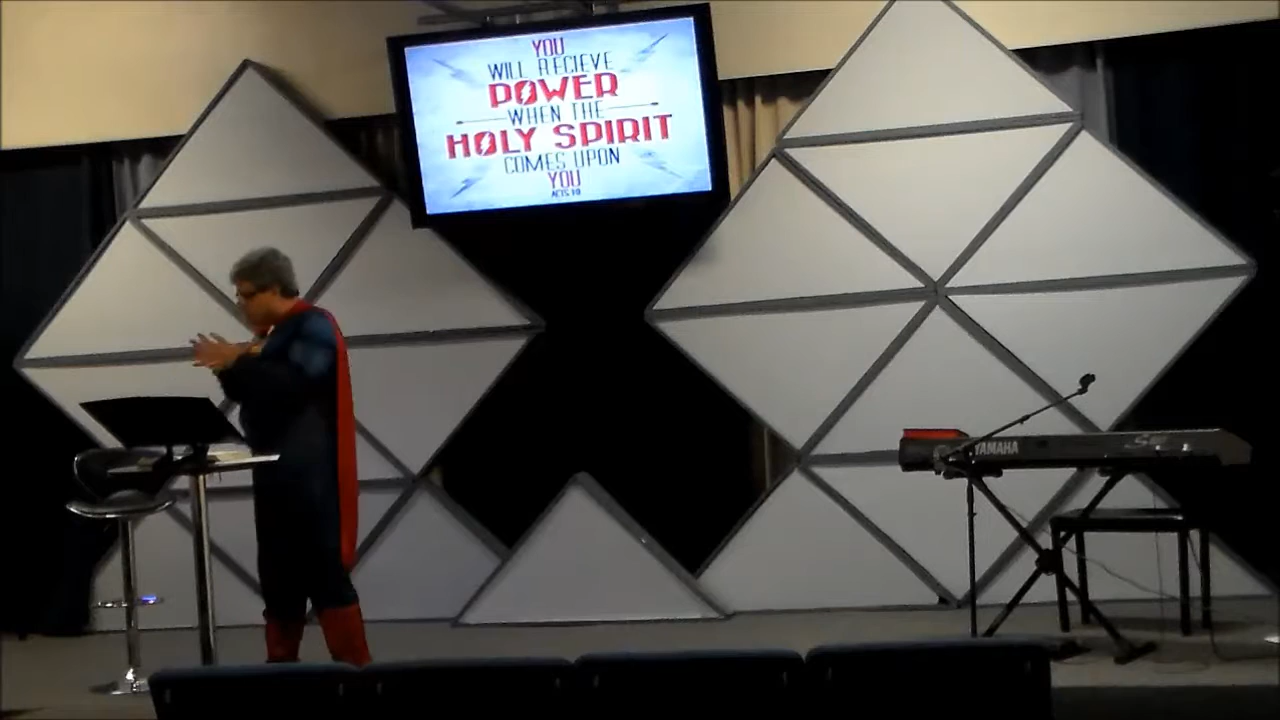 YOU
WILL RECIEVE
POWER
WHEN THE
HOLY SPIRIT
COMES UPON
YOU
YAMAHA